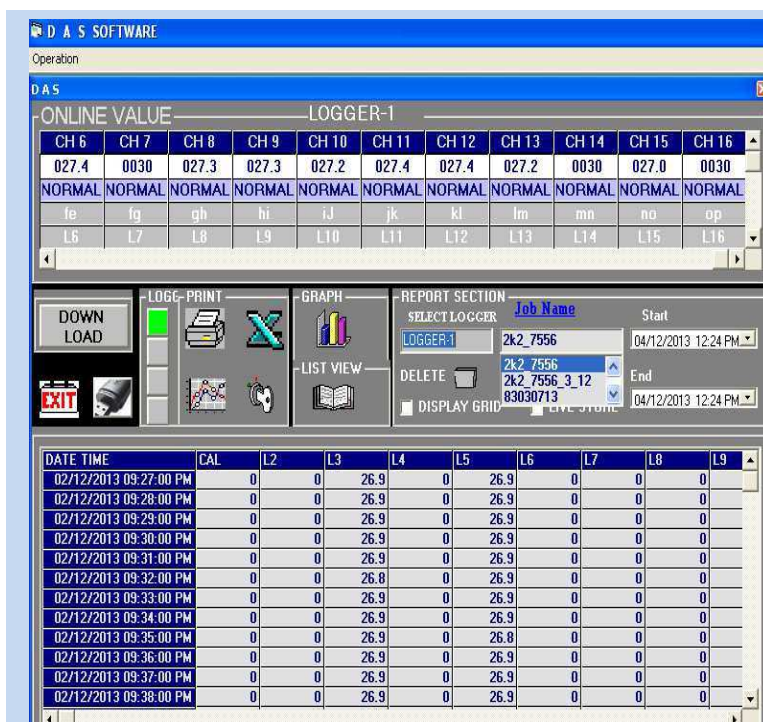 D A S SOFTWARE
Operation
DAS
ONLINE VALUE LOGGER-1
CH 6 CH 7 CH 8 CH 9 CH 10 CH 11 CH 12 CH 13 CH 14 CH 15 CH 16
027.4 0030 027.3 027.3 027.2 027.4 027.4 027.2 0030 027.0 0030
NORMAL NORMAL NORMAL NORMAL NORMAL NORMAL NORMAL NORMAL NORMAL NORMAL NORMAL
fe fg gh hi iJ jk kl lm mn no op
L6 L7 L8 L9 L10 L11 L12 L13 L14 L15 L16
DOWN
LOAD
EXIT
LOGG
PRINT
GRAPH
LIST VIEW
REPORT SECTION
SELECT LOGGER Job Name Start
LOGGER-1 2k2_7556 04/12/2013 12:24 PM
2k2_7556
2k2_7556_3_12
83030713
DELETE End
04/12/2013 12:24 PM
DISPLAY GRID
DATE TIME CAL L2 L3 L4 L5 L6 L7 L8 L9
02/12/2013 09:27:00 PM 0 0 26.9 0 26.9 0 0 0
02/12/2013 09:28:00 PM 0 0 26.9 0 26.9 0 0 0
02/12/2013 09:29:00 PM 0 0 26.9 0 26.9 0 0 0
02/12/2013 09:30:00 PM 0 0 26.9 0 26.9 0 0 0
02/12/2013 09:31:00 PM 0 0 26.9 0 26.9 0 0 0
02/12/2013 09:32:00 PM 0 0 26.8 0 26.9 0 0 0
02/12/2013 09:33:00 PM 0 0 26.9 0 26.9 0 0 0
02/12/2013 09:34:00 PM 0 0 26.9 0 26.9 0 0 0
02/12/2013 09:35:00 PM 0 0 26.9 0 26.8 0 0 0
02/12/2013 09:36:00 PM 0 0 26.9 0 26.9 0 0 0
02/12/2013 09:37:00 PM 0 0 26.9 0 26.9 0 0 0
02/12/2013 09:38:00 PM 0 0 26.9 0 26.9 0 0 0